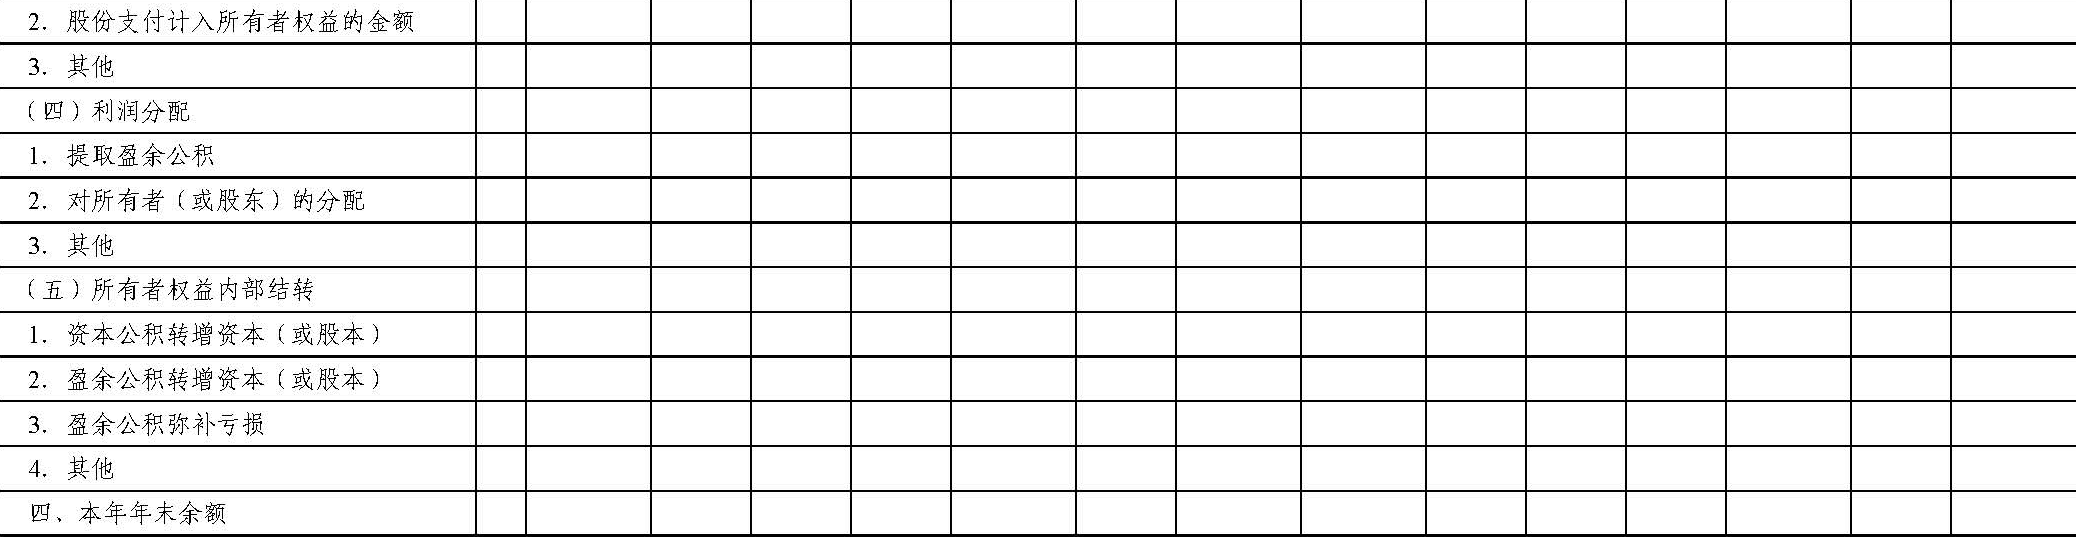 2. 股份支付计入所有者权益的金额
3. 其他
（四）利润分配
1. 提取盈余公积
2. 对所有者（或股东）的分配
3. 其他
（五）所有者权益内部结转
1. 资本公积转增资本（或股本）
2. 盈余公积转增资本（或股本）
3. 盈余公积弥补亏损
4. 其他
四、本年年末余额